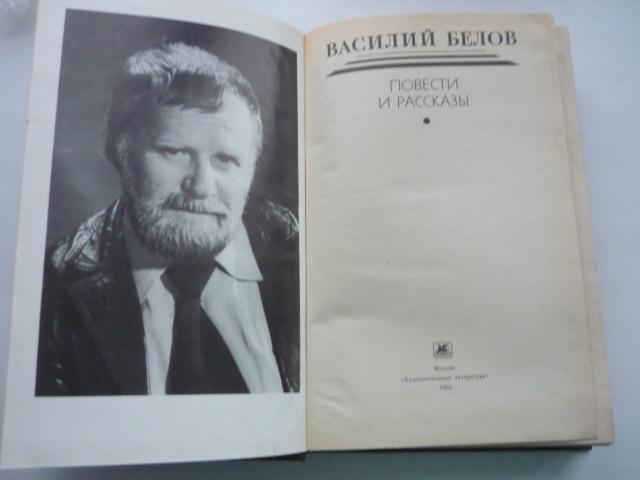 ВАСИЛИЙ БЕЛОВ
ПОВЕСТИ
И РАССКАЗЫ
Москва
«Художественная литература»